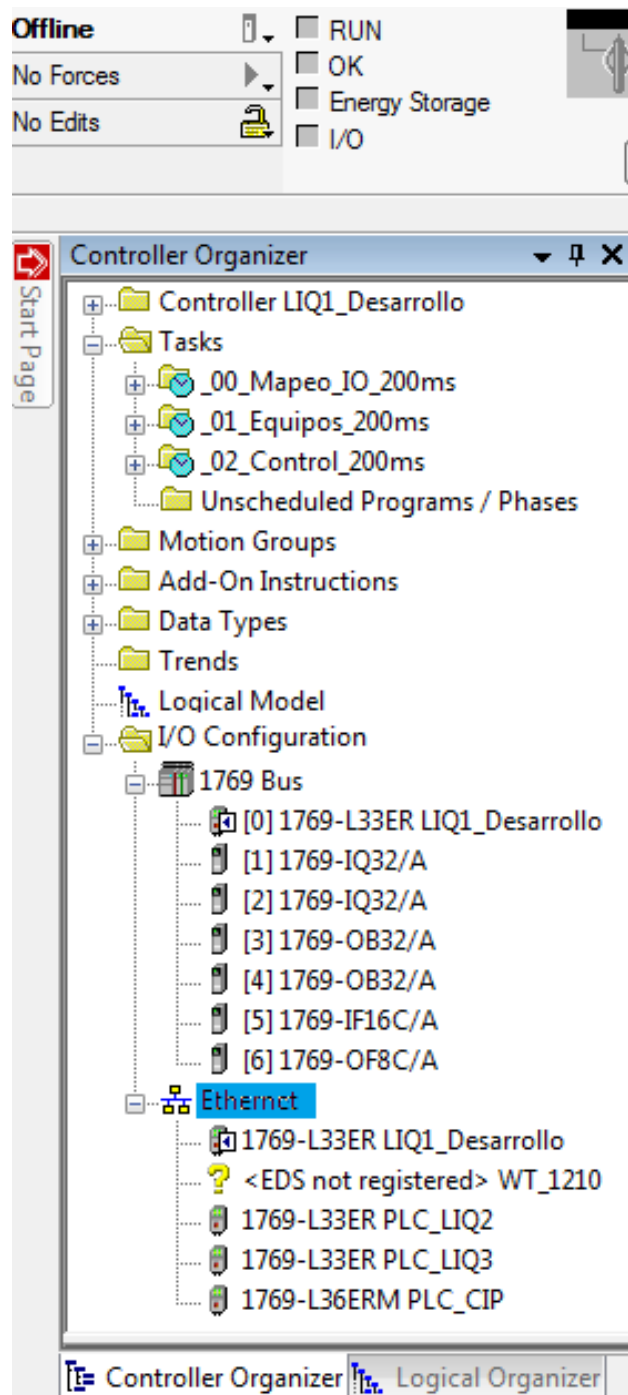 Offline
RUN
No Forces
OK
Energy Storage
No Edits
I/O
Start Page
Controller Organizer
Controller LIQ1_Desarrollo
Tasks
_00_Mapeo_IO_200ms
_01_Equipos_200ms
_02_Control_200ms
Unscheduled Programs / Phases
Motion Groups
Add-On Instructions
Data Types
Trends
Logical Model
I/O Configuration
1769 Bus
[0] 1769-L33ER LIQ1_Desarrollo
[1] 1769-IQ32/A
[2] 1769-IQ32/A
[3] 1769-OB32/A
[4] 1769-OB32/A
[5] 1769-IF16C/A
[6] 1769-OF8C/A
Ethernet
1769-L33ER LIQ1_Desarrollo
<EDS not registered> WT_1210
1769-L33ER PLC_LIQ2
1769-L33ER PLC_LIQ3
1769-L36ERM PLC_CIP
Controller Organizer
Logical Organizer